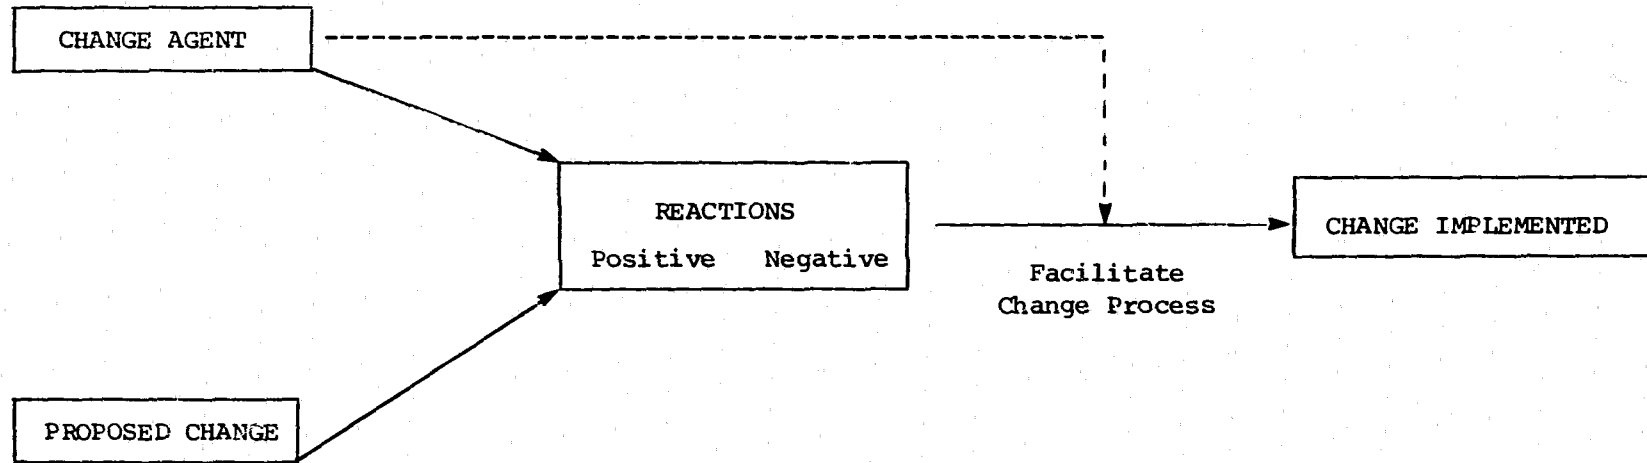 CHANGE AGENT
REACTIONS
Positive Negative
CHANGE IMPLEMENTED
Facilitate
Change Process
PROPOSED CHANGE